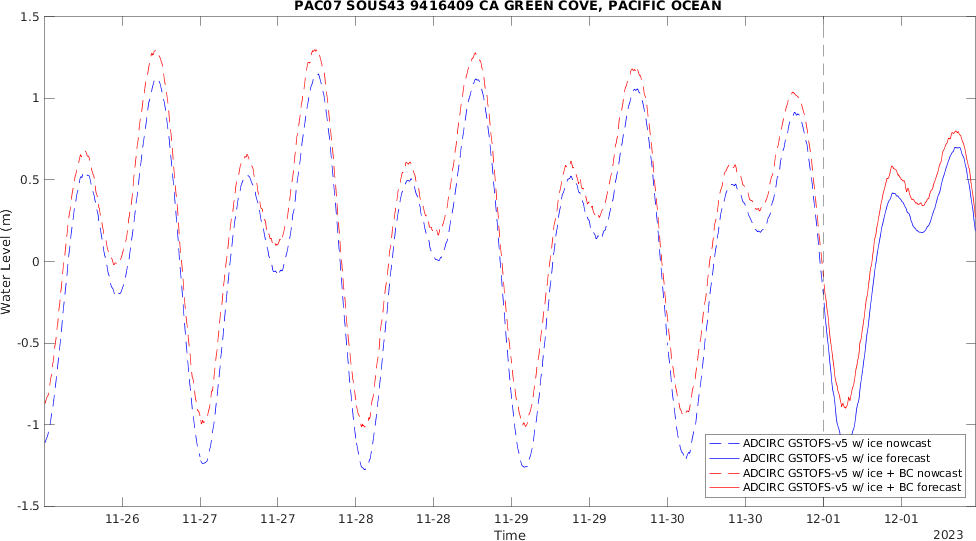 PAC07 SOUS43 9416409 CA GREEN COVE, PACIFIC OCEAN
1.5
1
0.5
0
-0.5
-1
-1.5
Water Level (m)
11-26 11-27 11-27 11-28 11-28 11-29 11-29 11-30 11-30 12-01 12-01
Time
2023
ADCIRC GSTOFS-v5 w/ ice nowcast
ADCIRC GSTOFS-v5 w/ ice forecast
ADCIRC GSTOFS-v5 w/ ice + BC nowcast
ADCIRC GSTOFS-v5 w/ ice + BC forecast